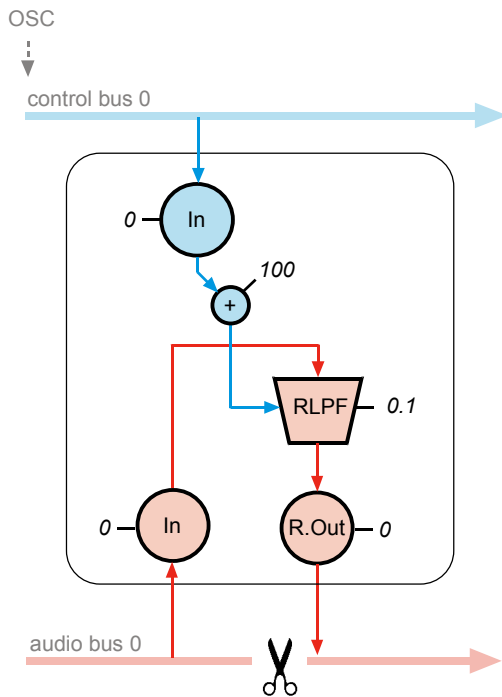 OSC
control bus 0
0
In
100
+
RLPF
0.1
0
In
R.Out
0
audio bus 0